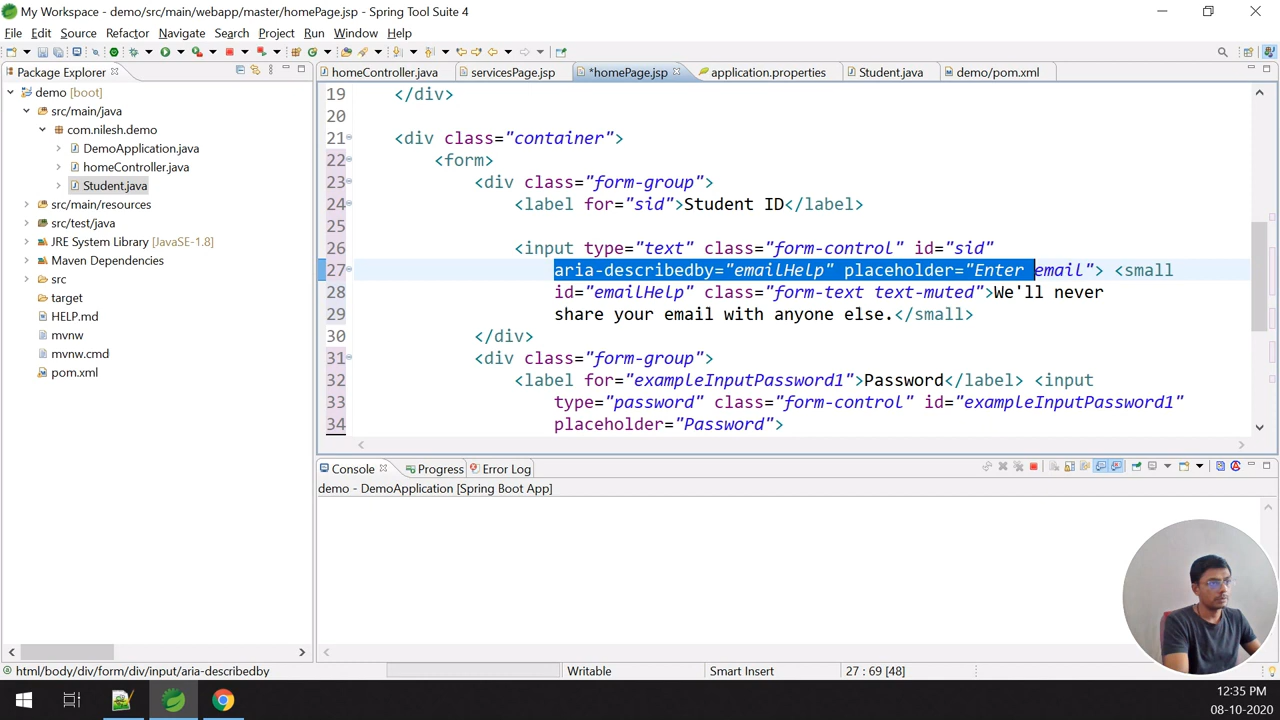 My Workspace - demo/src/main/webapp/master/homePage.jsp - Spring Tool Suite 4
File Edit Source Refactor Navigate Search Project Run Window Help
Package Explorer
homeController.java servicesPage.jsp *homePage.jsp application.properties Student.java demo/pom.xml
demo [boot]
src/main/java
com.nilesh.demo
DemoApplication.java
homeController.java
Student.java
src/main/resources
src/test/java
JRE System Library [JavaSE-1.8]
Maven Dependencies
src
target
HELP.md
mvnw
mvnw.cmd
pom.xml
19 </div>
20
21 <div class="container">
22 <form>
23 <div class="form-group">
24 <label for="sid">Student ID</label>
25
26 <input type="text" class="form-control" id="sid"
27 aria-describedby="emailHelp" placeholder="Enter email"> <small
28 id="emailHelp" class="form-text text-muted">We'll never
29 share your email with anyone else.</small>
30 </div>
31 <div class="form-group">
32 <label for="exampleInputPassword1">Password</label> <input
33 type="password" class="form-control" id="exampleInputPassword1"
34 placeholder="Password">
Console Progress Error Log
demo - DemoApplication [Spring Boot App]
html/body/div/form/div/input/aria-describedby Writable Smart Insert 27 : 69 [48]
12:35 PM
08-10-2020